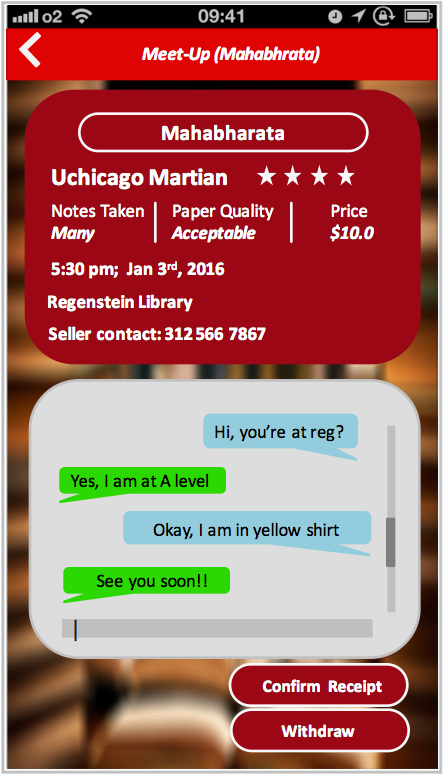 o2 09:41
Meet-Up (Mahabhrata)
Mahabharata
Uchicago Martian ★ ★ ★ ★
Notes Taken Paper Quality Price
Many Acceptable $10.0
5:30 pm; Jan 3rd, 2016
Regenstein Library
Seller contact: 312 566 7867
Hi, you're at reg?
Yes, I am at A level
Okay, I am in yellow shirt
See you soon!!
Confirm Receipt
Withdraw